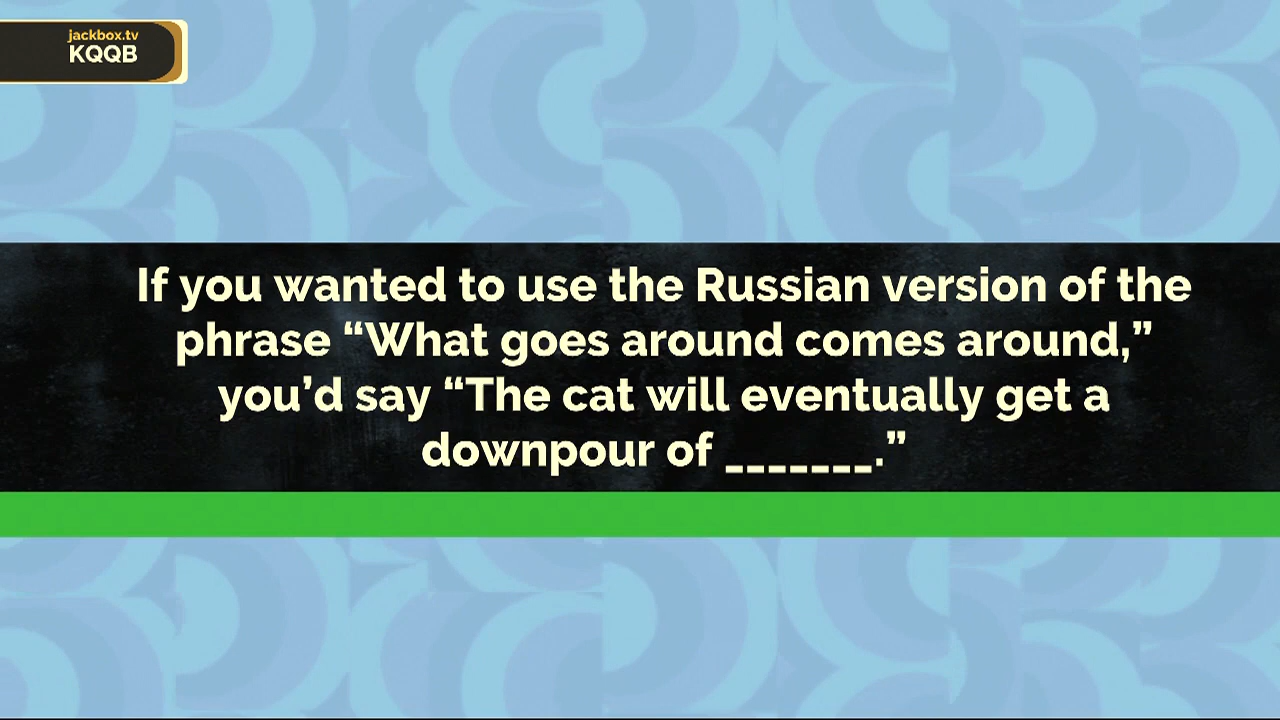 jackbox.tv
KQQB
If you wanted to use the Russian version of the
phrase “What goes around comes around,”
you’d say “The cat will eventually get a
downpour of _______.”